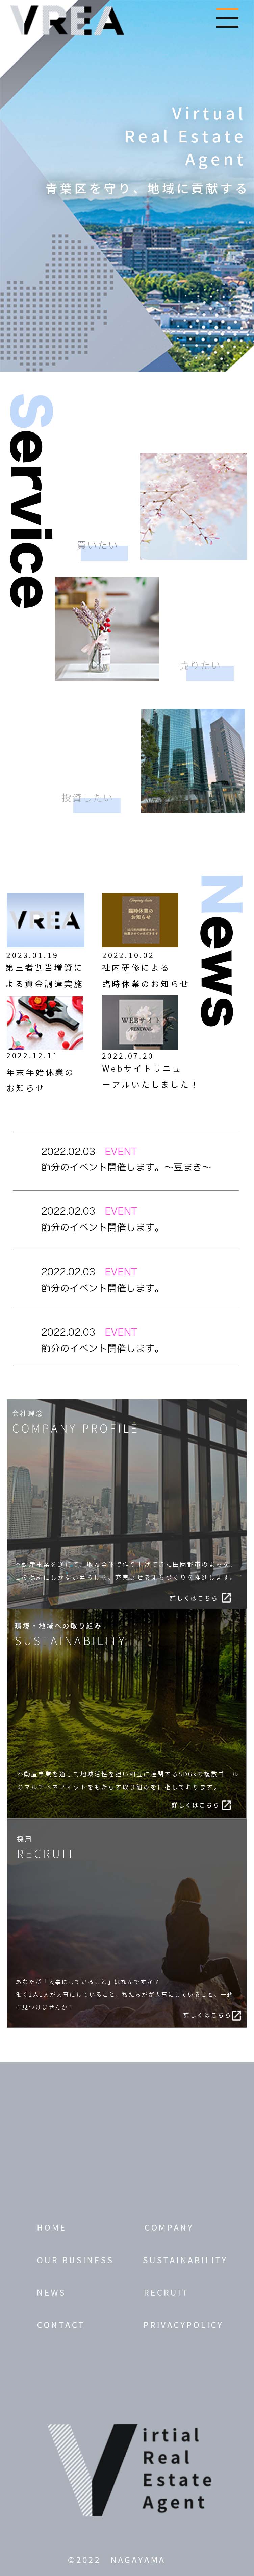 VREA
Virtual
Real Estate
Agent
青葉区を守り、地域に貢献する
Service
買いたい
売りたい
投資したい
News
VREA
2023.01.19
第三者割当増資に
よる資金調達実施
臨時休業の
お知らせ
2022.10.02
社内研修による
臨時休業のお知らせ
2022.12.11
年末年始休業の
お知らせ
WEBサイト
RENEWAL
2022.07.20
Webサイトリニュ
ーアルいたしました！
2022.02.03 EVENT
節分のイベント開催します。～豆まき～
2022.02.03 EVENT
節分のイベント開催します。
2022.02.03 EVENT
節分のイベント開催します。
2022.02.03 EVENT
節分のイベント開催します。
会社理念
COMPANY PROFILE
不動産事業を通じて、地域全体で作り上げてきた田園都市のまちで、
この場所にしかない暮らしを、充実させるまちづくりを推進します。
詳しくはこちら
環境・地域への取り組み
SUSTAINABILITY
不動産事業を通して地域活性を担い相互に連関するSDGsの複数ゴール
のマルチベネフィットをもたらす取り組みを目指しております。
詳しくはこちら
採用
RECRUIT
あなたが「大事にしていること」はなんですか？
働く1人1人が大事にしていること、私たちがが大事にしていること、一緒
に見つけませんか？
詳しくはこちら
HOME
COMPANY
OUR BUSINESS
SUSTAINABILITY
NEWS
RECRUIT
CONTACT
PRIVACYPOLICY
Virtial
Real
Estate
Agent
©2022 NAGAYAMA